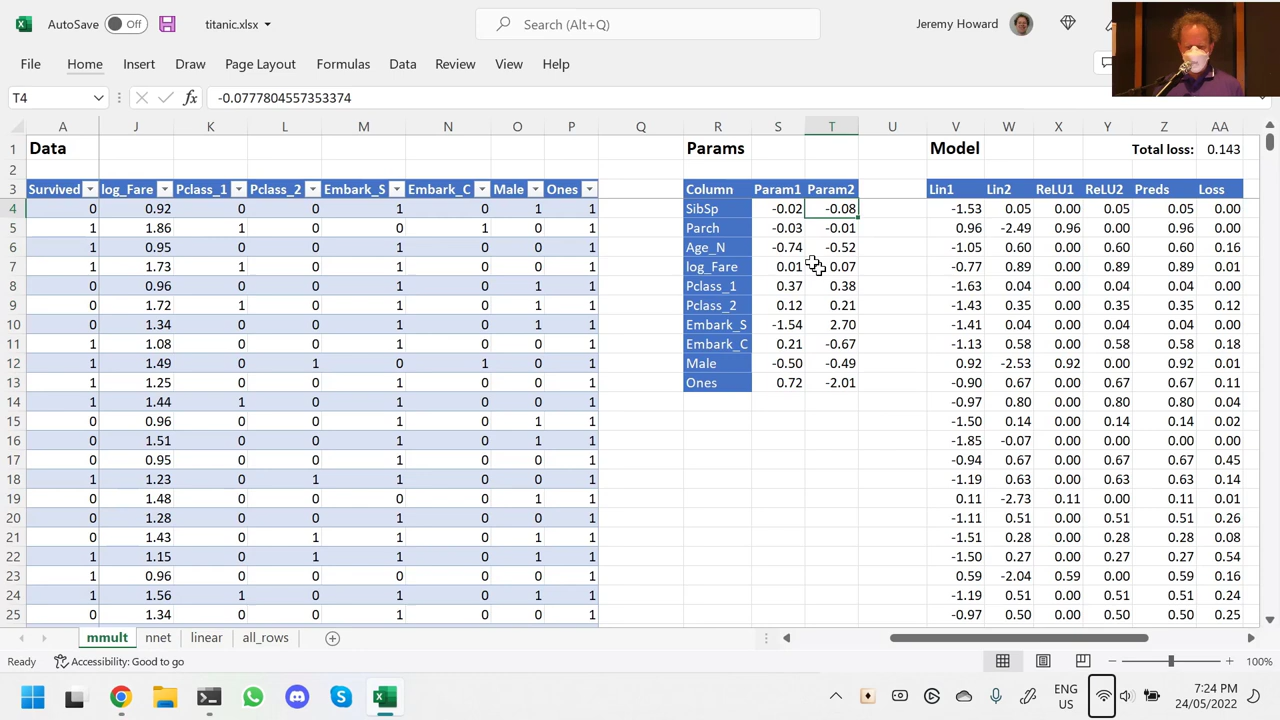 AutoSave Off titanic.xlsx Search (Alt+Q) Jeremy Howard
File Home Insert Draw Page Layout Formulas Data Review View Help
T4 fx -0.0777804557353374
A J K L M N O P Q R S T U V W X Y Z AA
1 Data Params Model Total loss: 0.143
2
3 Survived log_Fare Pclass_1 Pclass_2 Embark_S Embark_C Male Ones Column Param1 Param2 Lin1 Lin2 ReLU1 ReLU2 Preds Loss
4 0 0.92 0 0 1 0 1 1 SibSp -0.02 -0.08 -1.53 0.05 0.00 0.05 0.05 0.00
5 1 1.86 1 0 0 1 0 1 Parch -0.03 -0.01 0.96 -2.49 0.96 0.00 0.96 0.00
6 1 0.95 0 0 1 0 0 1 Age_N -0.74 -0.52 -1.05 0.60 0.00 0.60 0.60 0.16
7 1 1.73 1 0 1 0 0 1 log_Fare 0.01 0.07 -0.77 0.89 0.00 0.89 0.89 0.01
8 0 0.96 0 0 1 0 1 1 Pclass_1 0.37 0.38 -1.63 0.04 0.00 0.04 0.04 0.00
9 0 1.72 1 0 1 0 1 1 Pclass_2 0.12 0.21 -1.43 0.35 0.00 0.35 0.35 0.12
10 0 1.34 0 0 1 0 1 1 Embark_S -1.54 2.70 -1.41 0.04 0.00 0.04 0.04 0.00
11 1 1.08 0 0 1 0 0 1 Embark_C 0.21 -0.67 -1.13 0.58 0.00 0.58 0.58 0.18
12 1 1.49 0 1 0 1 0 1 Male -0.50 -0.49 0.92 -2.53 0.92 0.00 0.92 0.01
13 1 1.25 0 0 1 0 0 1 Ones 0.72 -2.01 -0.90 0.67 0.00 0.67 0.67 0.11
14 1 1.44 1 0 1 0 0 1 -0.97 0.80 0.00 0.80 0.80 0.04
15 0 0.96 0 0 1 0 1 1 -1.50 0.14 0.00 0.14 0.14 0.02
16 0 1.51 0 0 1 0 1 1 -1.85 -0.07 0.00 0.00 0.00 0.00
17 0 0.95 0 0 1 0 0 1 -0.94 0.67 0.00 0.67 0.67 0.45
18 1 1.23 0 1 1 0 0 1 -1.19 0.63 0.00 0.63 0.63 0.14
19 0 1.48 0 0 0 0 1 1 0.11 -2.73 0.11 0.00 0.11 0.01
20 0 1.28 0 0 1 0 0 1 -1.11 0.51 0.00 0.51 0.51 0.26
21 0 1.43 0 1 1 0 1 1 -1.51 0.28 0.00 0.28 0.28 0.08
22 1 1.15 0 1 1 0 1 1 -1.50 0.27 0.00 0.27 0.27 0.54
23 1 0.96 0 0 0 0 0 1 0.59 -2.04 0.59 0.00 0.59 0.16
24 1 1.56 1 0 1 0 1 1 -1.19 0.51 0.00 0.51 0.51 0.24
25 0 1.34 0 0 1 0 0 1 -0.97 0.50 0.00 0.50 0.50 0.25
mmult nnet linear all_rows
Ready Accessibility: Good to go 100%
ENG 7:24 PM
US 24/05/2022